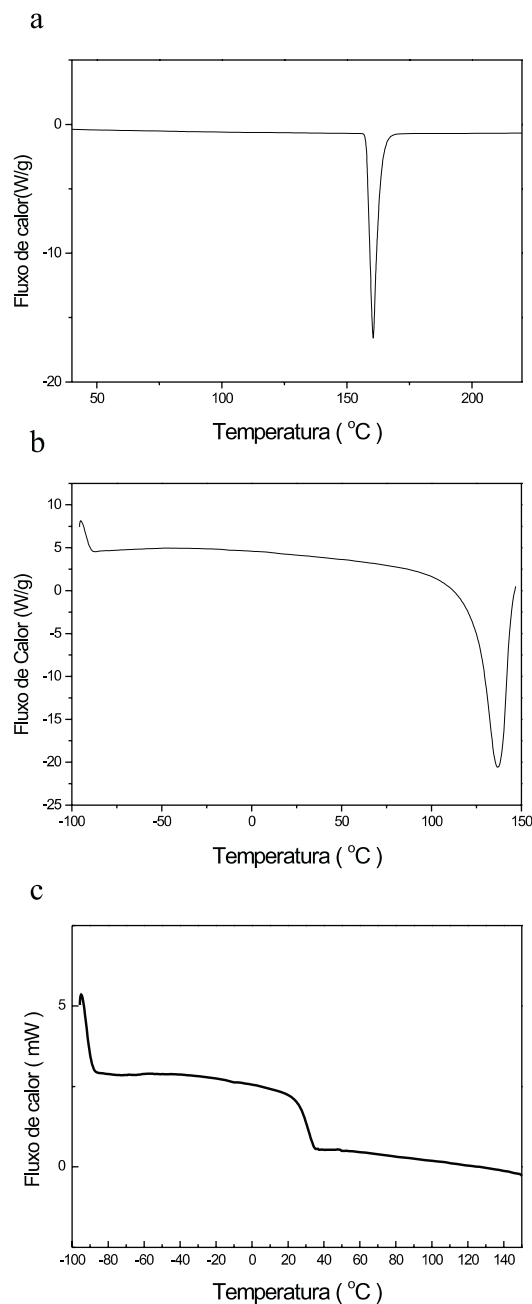 a
0
-10
-20
Fluxo de calor(W/g)
50 100 150 200
Temperatura ( °C )
b
10
5
0
-5
-10
-15
-20
-25
Fluxo de Calor (W/g)
-100 -50 0 50 100 150
Temperatura ( °C)
c
5
0
Fluxo de calor ( mW )
-100 -80 -60 -40 -20 0 20 40 60 80 100 120 140
Temperatura ( °C)